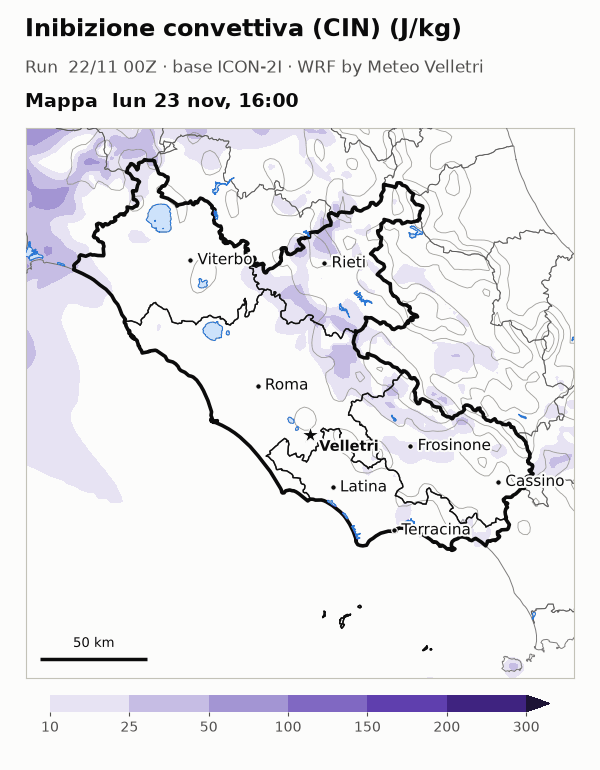 Inibizione convettiva (CIN) (J/kg)
Run  22/11 00Z · base ICON-2I · WRF by Meteo Velletri
Mappa  lun 23 nov, 16:00
Viterbo
Rieti
Roma
Velletri
Frosinone
Latina
Cassino
Terracina
50 km
10 25 50 100 150 200 300